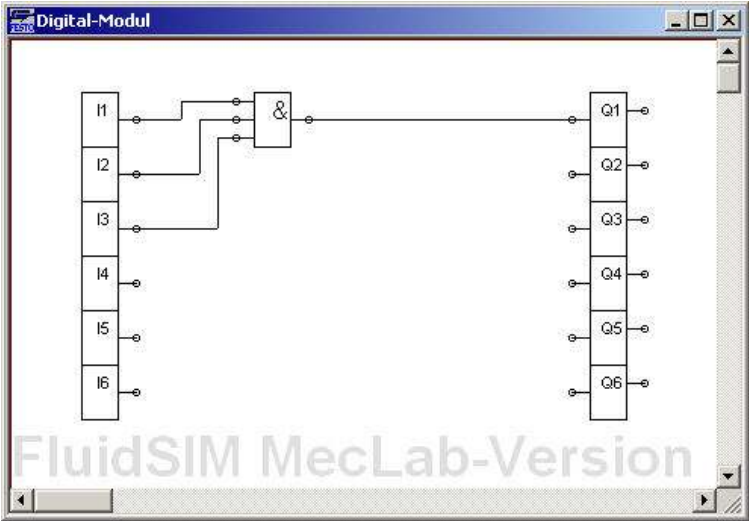 Digital-Modul
I1
&
Q1
I2
Q2
I3
Q3
I4
Q4
I5
Q5
I6
Q6
FluidSIM MecLab-Version